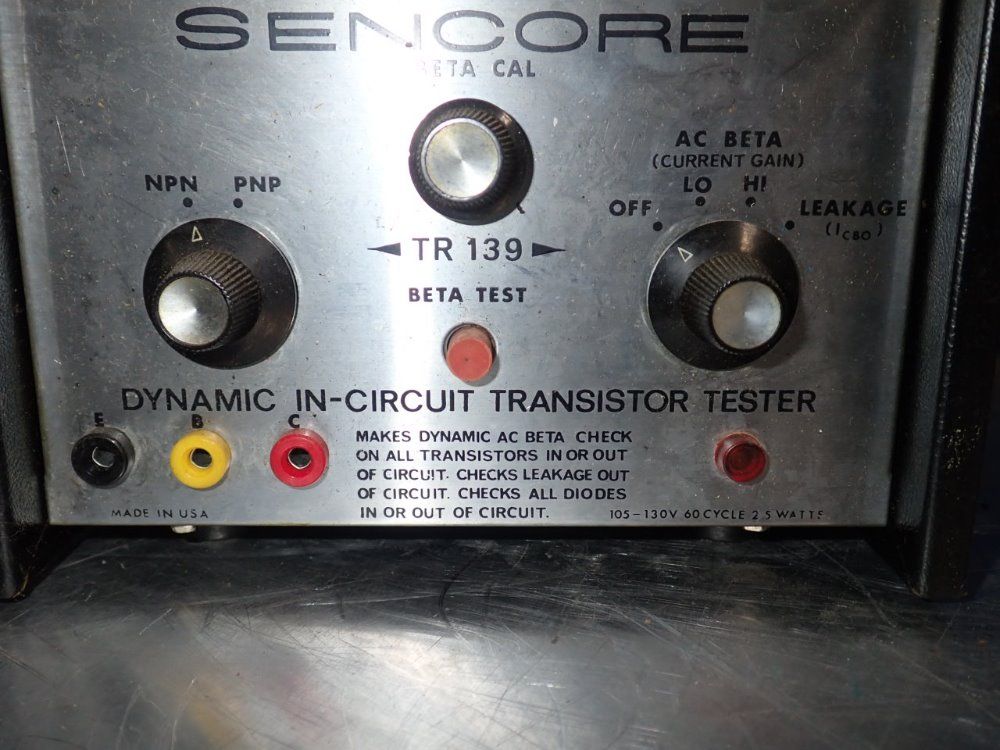 SENCORE
BETA CAL
AC BETA
(CURRENT GAIN)
NPN PNP
LO HI
OFF
LEAKAGE
(ICBO)
TR 139
BETA TEST
DYNAMIC IN-CIRCUIT TRANSISTOR TESTER
E B C
MAKES DYNAMIC AC BETA CHECK
ON ALL TRANSISTORS IN OR OUT
OF CIRCUIT. CHECKS LEAKAGE OUT
OF CIRCUIT. CHECKS ALL DIODES
IN OR OUT OF CIRCUIT.
MADE IN USA
105-130V 60 CYCLE 2.5 WATTS